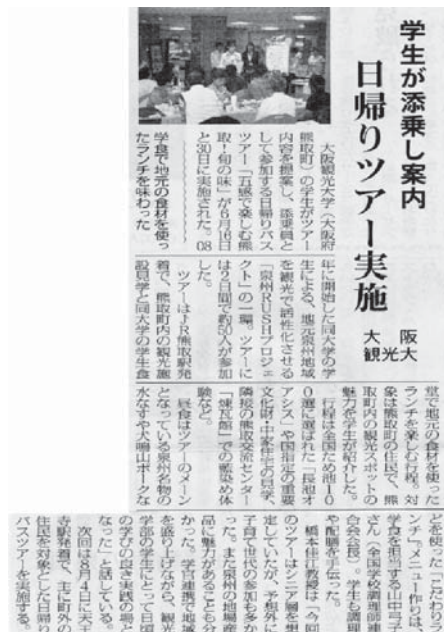 学生が添乗し案内
日帰りツアー実施
大阪
観光大
大阪観光大学（大阪府
熊取町）の学生がツアー
内容を提案し、添乗員と
して参加する日帰りバス
ツアー「五感で楽しむ熊
取！旬の味」が6月16日
と30日に実施された。08
学食で地元の食材を使っ
たランチを味わった
年に開始した同大学の学
生による、地元泉州地域
を観光で活性化させる
「泉州RUSHプロジェ
クト」の一環。ツアーに
は2日間で約50人が参加
した。
ツアーはJR熊取駅発
着で、熊取町内の観光施
設見学と同大学の学生食
堂で地元の食材を使った
ランチを楽しむ行程。対
象は熊取町の住民で、熊
取町内の観光スポットの
魅力を学生が紹介した。
行程は全国ため池10
0選に選ばれた「長池オ
アシス」や国指定の重要
文化財・中家住宅の見学、
隣接の熊取交流センター
「煉瓦館」での藍染め体
験など。
昼食はツアーのメーン
となっている泉州名物の
水なすや犬鳴山ポークな
どを使った「こだわりラ
ンチ」。メニュー作りは、
学食を担当する山中弓子
さん（全国学校調理師連
合会会長）。学生も調理
や配膳を手伝った。
橋本佳江教授は「今回
のツアーはシニア層を想
定していたが、予想外に
子育て世代の参加も多か
った。また泉州の地場産
品に魅力があることも分
かった。学官連携で地域
を盛り上げながら、観光
学部の学生にとって日頃
の学びの良き実践の場と
なった」と話している。
次回は8月4日に天王
寺駅発着で、主に町外の
住民を対象とした日帰り
バスツアーを実施する。